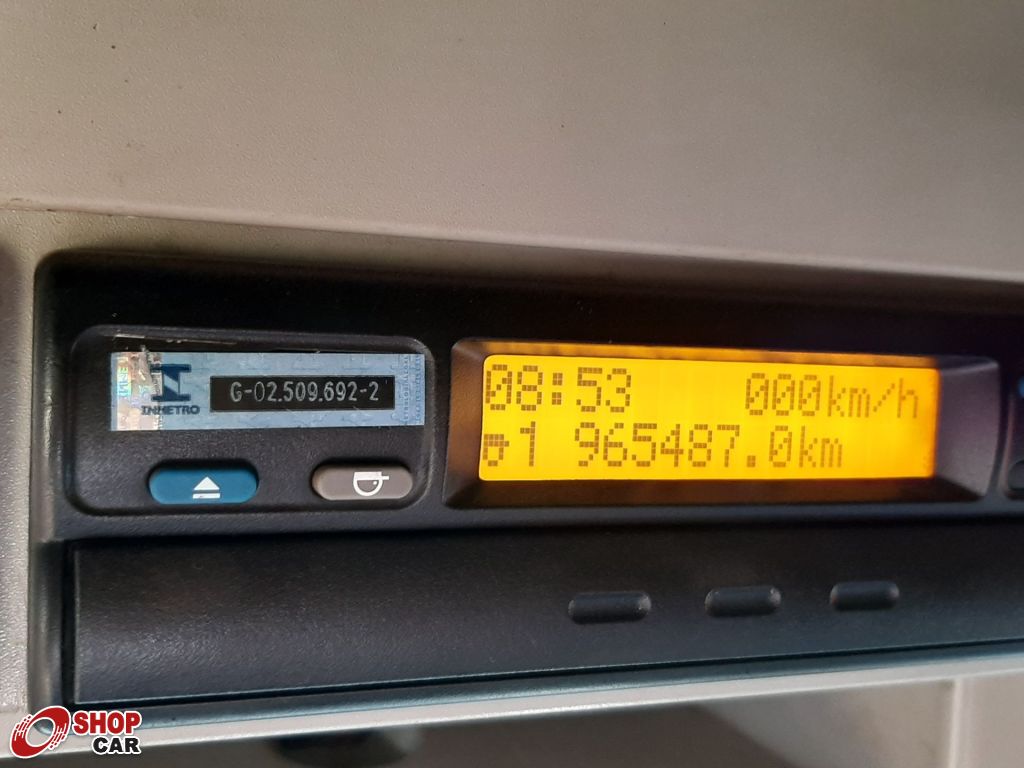 INMETRO
G-02.509.692-2
08:53 000km/h
1 965487.0km
SHOP
CAR